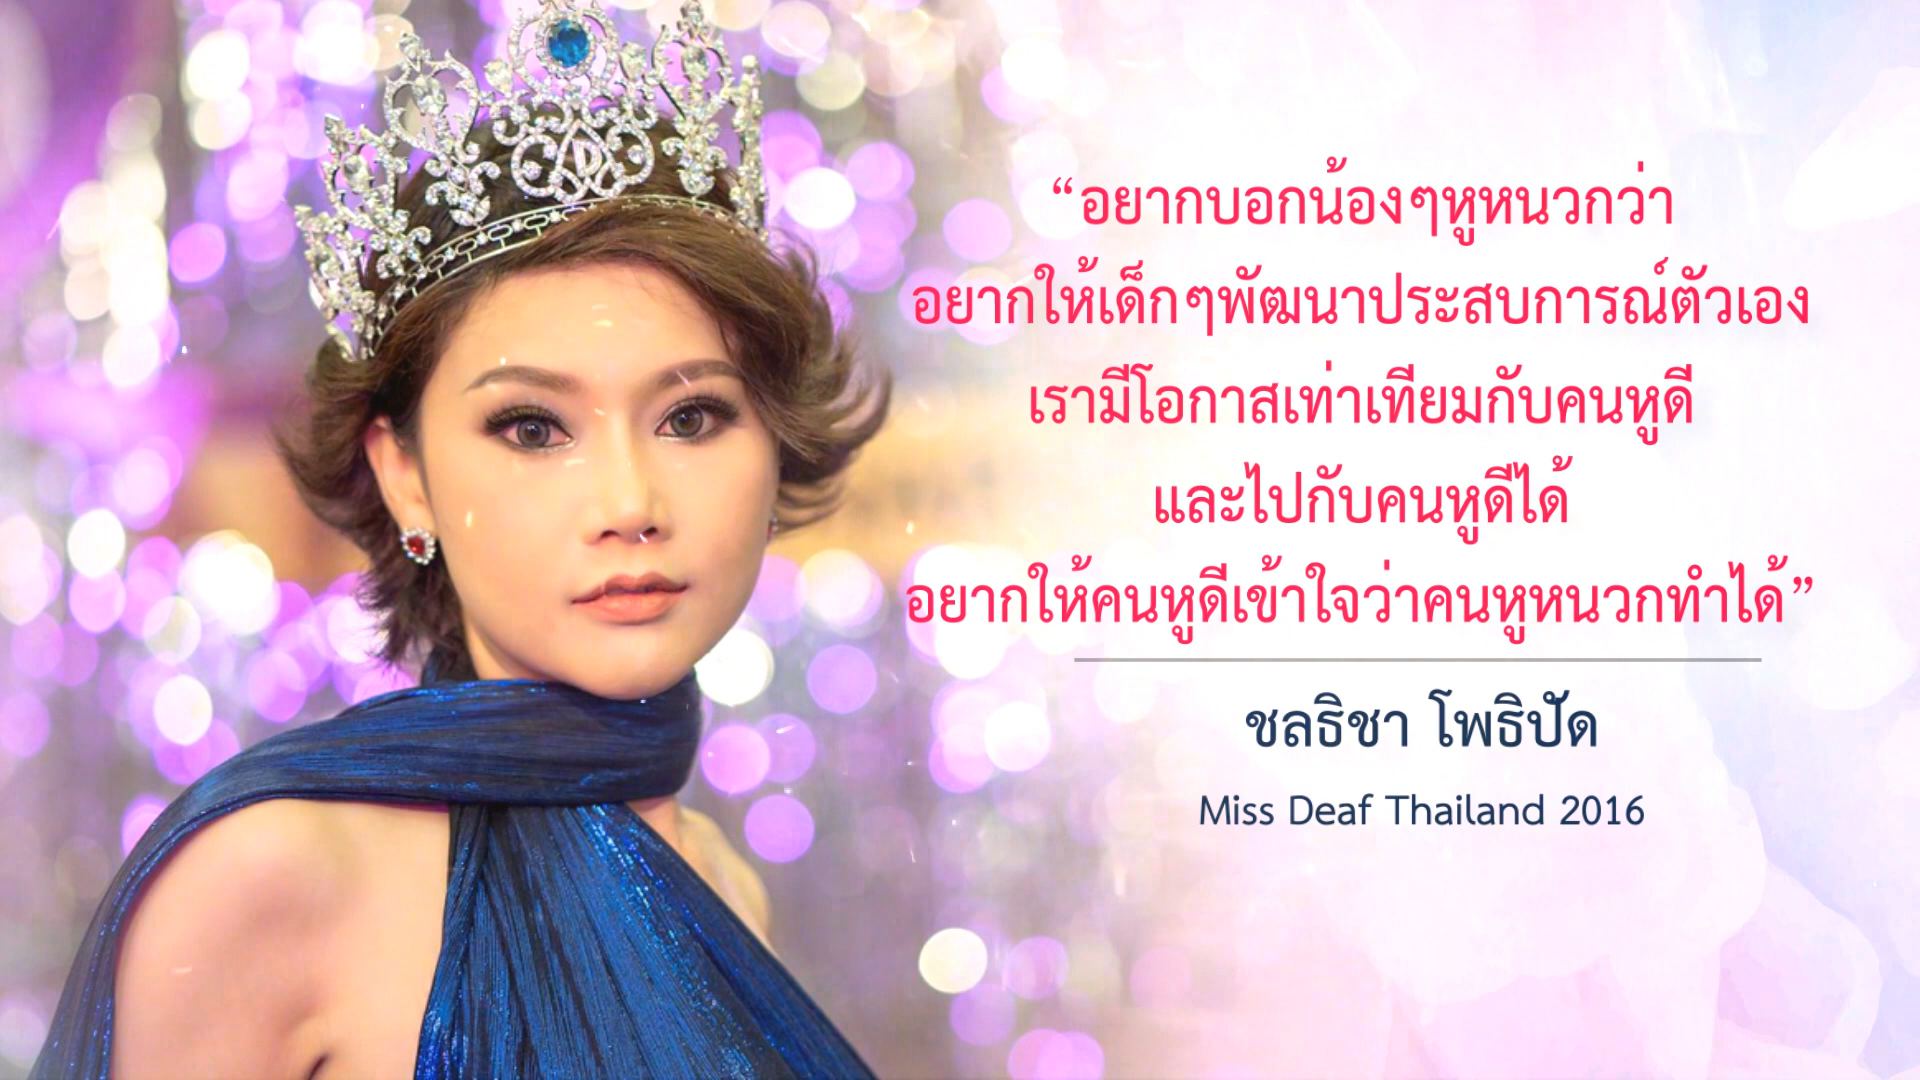 “อยากบอกน้องๆหูหนวกว่า
อยากให้เด็กๆพัฒนาประสบการณ์ตัวเอง
เรามีโอกาสเท่าเทียมกับคนหูดี
และไปกับคนหูดีได้
อยากให้คนหูดีเข้าใจว่าคนหูหนวกทำได้”
ชลธิชา โพธิปัด
Miss Deaf Thailand 2016